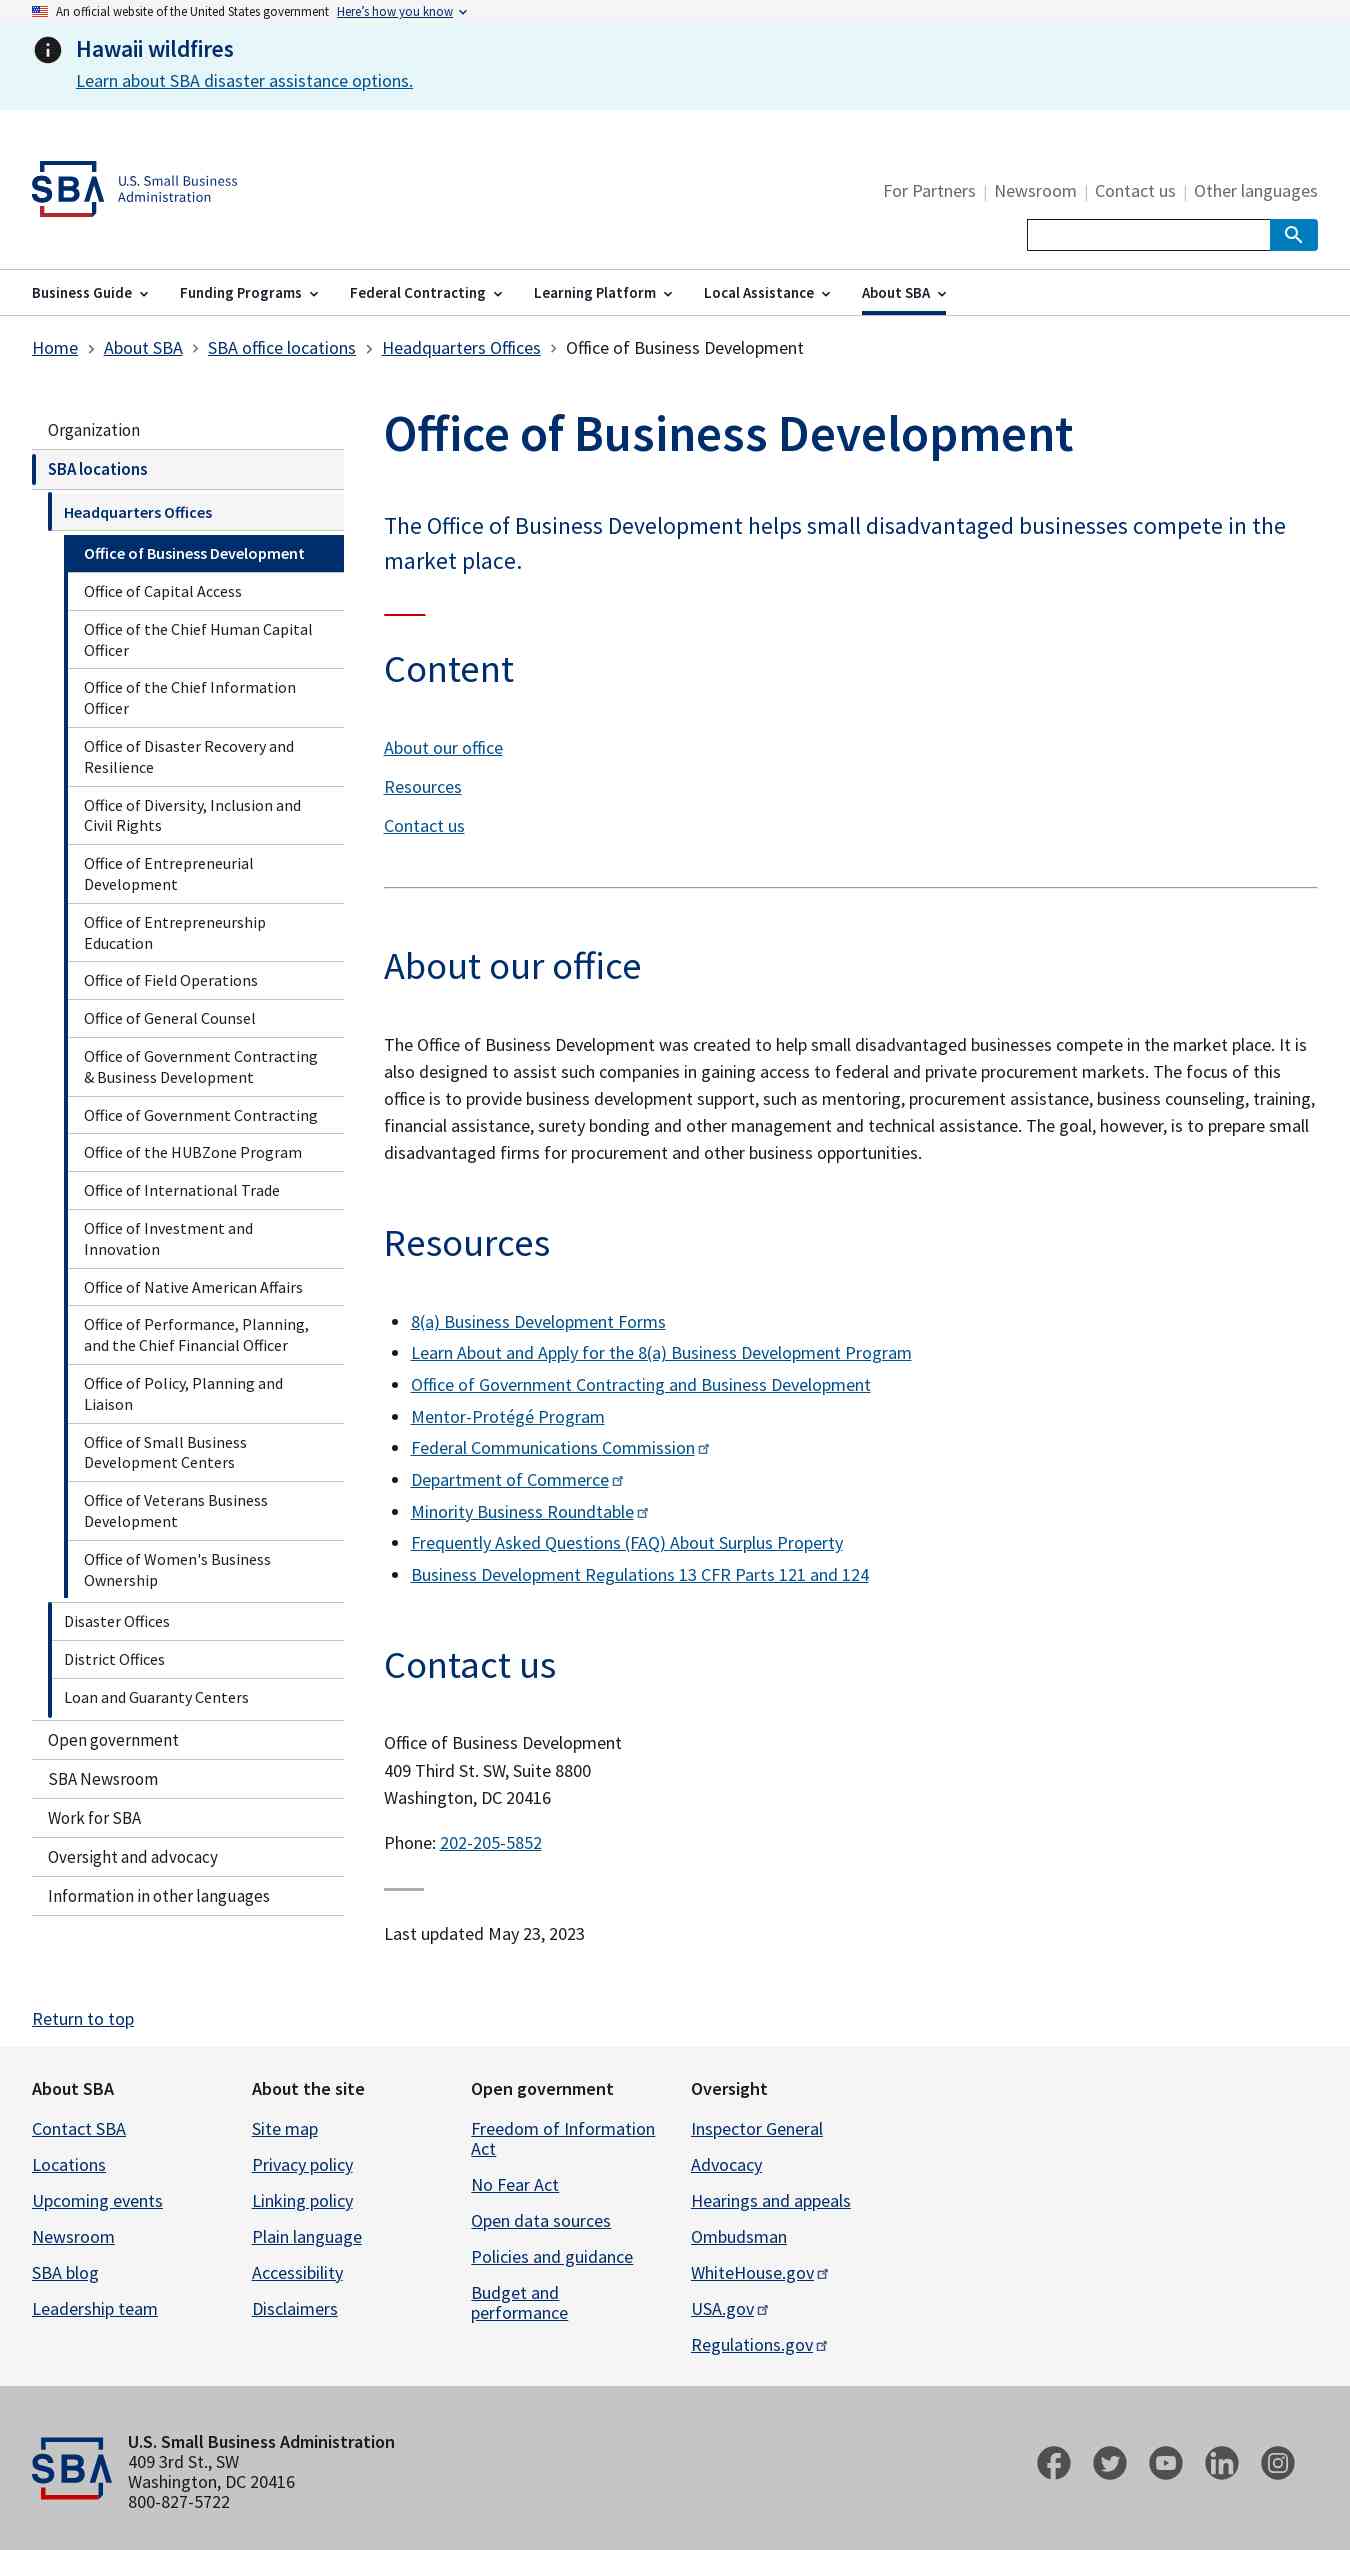 An official website of the United States government Here's how you know
Hawaii wildfires
Learn about SBA disaster assistance options.
SBA U.S. Small Business
Administration
For Partners | Newsroom | Contact us | Other languages
Business Guide Funding Programs Federal Contracting Learning Platform Local Assistance About SBA
Home > About SBA > SBA office locations > Headquarters Offices > Office of Business Development
Organization
SBA locations
Headquarters Offices
Office of Business Development
Office of Capital Access
Office of the Chief Human Capital
Officer
Office of the Chief Information
Officer
Office of Disaster Recovery and
Resilience
Office of Diversity, Inclusion and
Civil Rights
Office of Entrepreneurial
Development
Office of Entrepreneurship
Education
Office of Field Operations
Office of General Counsel
Office of Government Contracting
& Business Development
Office of Government Contracting
Office of the HUBZone Program
Office of International Trade
Office of Investment and
Innovation
Office of Native American Affairs
Office of Performance, Planning,
and the Chief Financial Officer
Office of Policy, Planning and
Liaison
Office of Small Business
Development Centers
Office of Veterans Business
Development
Office of Women's Business
Ownership
Disaster Offices
District Offices
Loan and Guaranty Centers
Open government
SBA Newsroom
Work for SBA
Oversight and advocacy
Information in other languages
Office of Business Development
The Office of Business Development helps small disadvantaged businesses compete in the
market place.
Content
About our office
Resources
Contact us
About our office
The Office of Business Development was created to help small disadvantaged businesses compete in the market place. It is
also designed to assist such companies in gaining access to federal and private procurement markets. The focus of this
office is to provide business development support, such as mentoring, procurement assistance, business counseling, training,
financial assistance, surety bonding and other management and technical assistance. The goal, however, is to prepare small
disadvantaged firms for procurement and other business opportunities.
Resources
• 8(a) Business Development Forms
• Learn About and Apply for the 8(a) Business Development Program
• Office of Government Contracting and Business Development
• Mentor-Protégé Program
• Federal Communications Commission
• Department of Commerce
• Minority Business Roundtable
• Frequently Asked Questions (FAQ) About Surplus Property
• Business Development Regulations 13 CFR Parts 121 and 124
Contact us
Office of Business Development
409 Third St. SW, Suite 8800
Washington, DC 20416
Phone: 202-205-5852
Last updated May 23, 2023
Return to top
About SBA
Contact SBA
Locations
Upcoming events
Newsroom
SBA blog
Leadership team
About the site
Site map
Privacy policy
Linking policy
Plain language
Accessibility
Disclaimers
Open government
Freedom of Information
Act
No Fear Act
Open data sources
Policies and guidance
Budget and
performance
Oversight
Inspector General
Advocacy
Hearings and appeals
Ombudsman
WhiteHouse.gov
USA.gov
Regulations.gov
SBA
U.S. Small Business Administration
409 3rd St., SW
Washington, DC 20416
800-827-5722